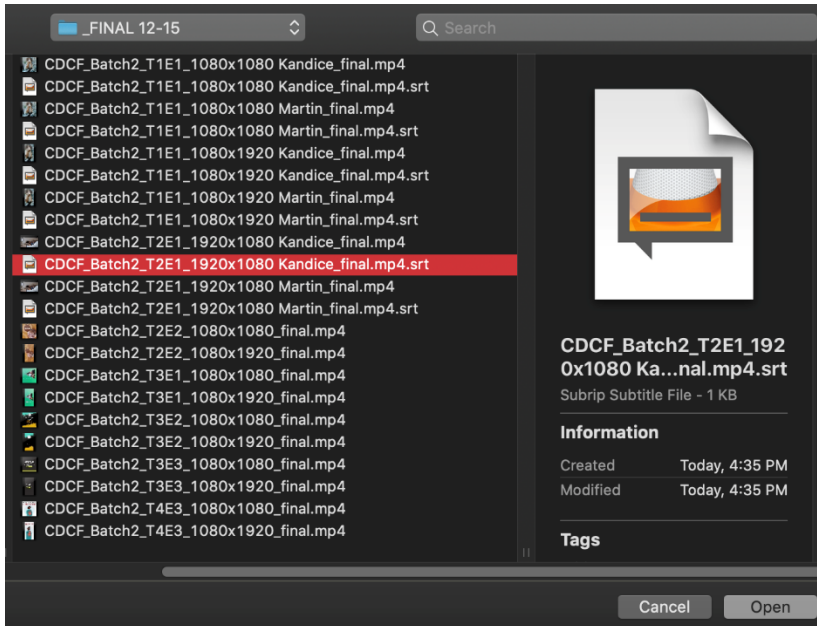 _FINAL 12-15
Search
CDCF_Batch2_T1E1_1080x1080 Kandice_final.mp4
CDCF_Batch2_T1E1_1080x1080 Kandice_final.mp4.srt
CDCF_Batch2_T1E1_1080x1080 Martin_final.mp4
CDCF_Batch2_T1E1_1080x1080 Martin_final.mp4.srt
CDCF_Batch2_T1E1_1080x1920 Kandice_final.mp4
CDCF_Batch2_T1E1_1080x1920 Kandice_final.mp4.srt
CDCF_Batch2_T1E1_1080x1920 Martin_final.mp4
CDCF_Batch2_T1E1_1080x1920 Martin_final.mp4.srt
CDCF_Batch2_T2E1_1920x1080 Kandice_final.mp4
CDCF_Batch2_T2E1_1920x1080 Kandice_final.mp4.srt
CDCF_Batch2_T2E1_1920x1080 Martin_final.mp4
CDCF_Batch2_T2E1_1920x1080 Martin_final.mp4.srt
CDCF_Batch2_T2E2_1080x1080_final.mp4
CDCF_Batch2_T2E2_1080x1920_final.mp4
CDCF_Batch2_T3E1_1080x1080_final.mp4
CDCF_Batch2_T3E1_1080x1920_final.mp4
CDCF_Batch2_T3E2_1080x1080_final.mp4
CDCF_Batch2_T3E2_1080x1920_final.mp4
CDCF_Batch2_T3E3_1080x1080_final.mp4
CDCF_Batch2_T3E3_1080x1920_final.mp4
CDCF_Batch2_T4E3_1080x1080_final.mp4
CDCF_Batch2_T4E3_1080x1920_final.mp4
CDCF_Batch2_T2E1_192
0x1080 Ka...nal.mp4.srt
Subrip Subtitle File - 1 KB
Information
Created Today, 4:35 PM
Modified Today, 4:35 PM
Tags
Cancel
Open